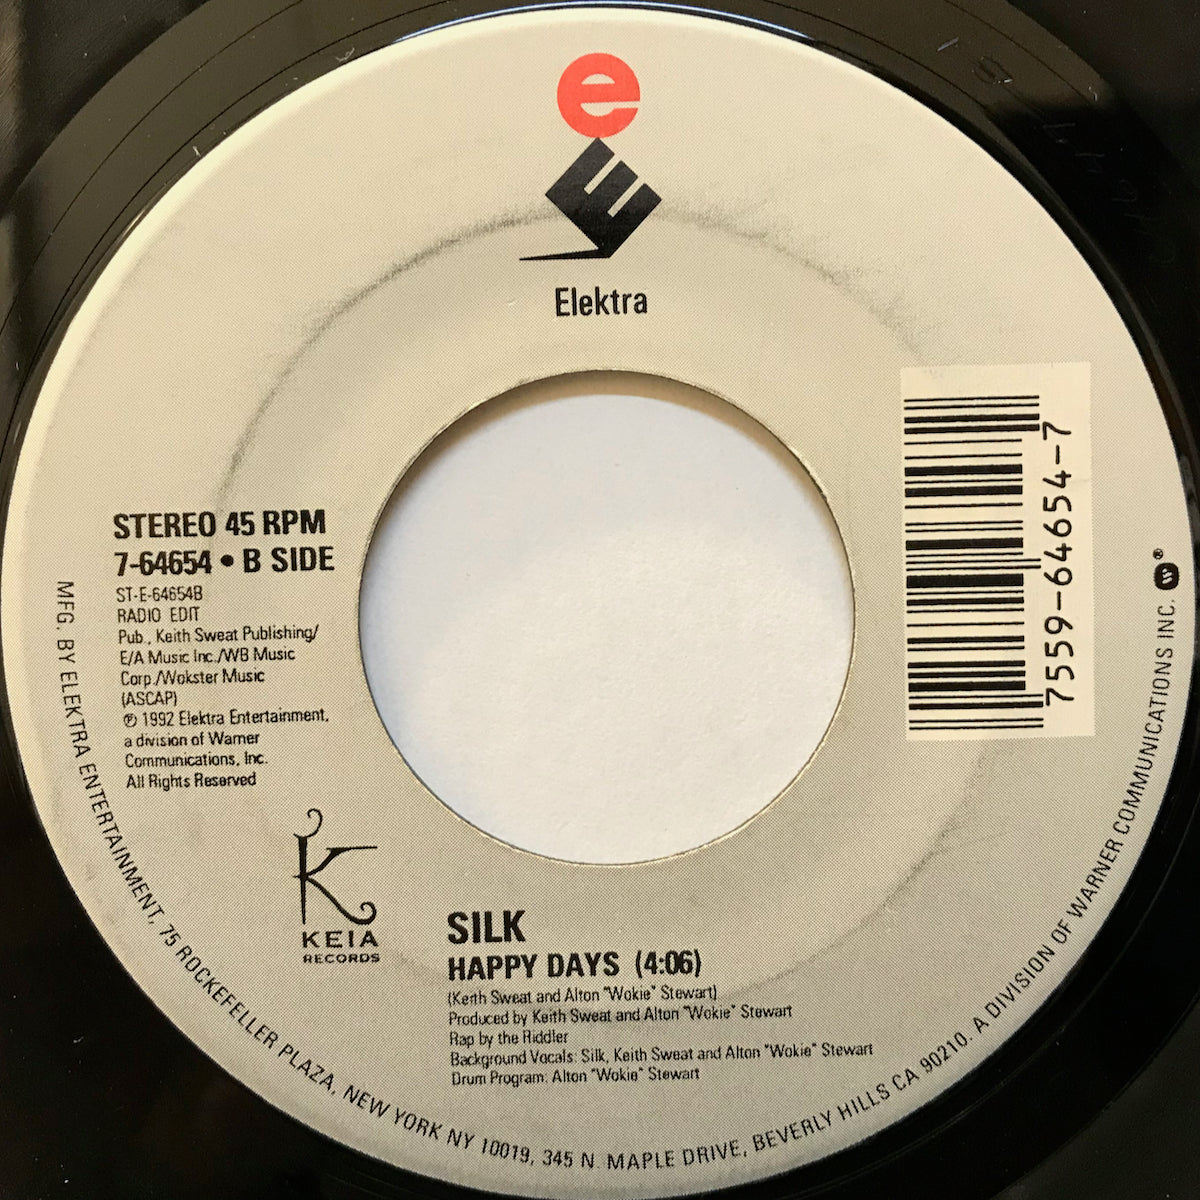 e
E
Elektra
STEREO 45 RPM
7-64654 • B SIDE
ST-E-64654B
RADIO EDIT
Pub., Keith Sweat Publishing/
E/A Music Inc./WB Music
Corp./Wokster Music
(ASCAP)
℗ 1992 Elektra Entertainment,
a division of Warner
Communications, Inc.
All Rights Reserved
7559-64654-7
K
KEIA
RECORDS
SILK
HAPPY DAYS (4:06)
(Keith Sweat and Alton "Wokie" Stewart)
Produced by Keith Sweat and Alton "Wokie" Stewart
Rap by the Riddler
Background Vocals: Silk, Keith Sweat and Alton "Wokie" Stewart
Drum Program: Alton "Wokie" Stewart
MFG. BY ELEKTRA ENTERTAINMENT, 75 ROCKEFELLER PLAZA, NEW YORK NY 10019, 345 N. MAPLE DRIVE, BEVERLY HILLS CA 90210. A DIVISION OF WARNER COMMUNICATIONS INC. W ®